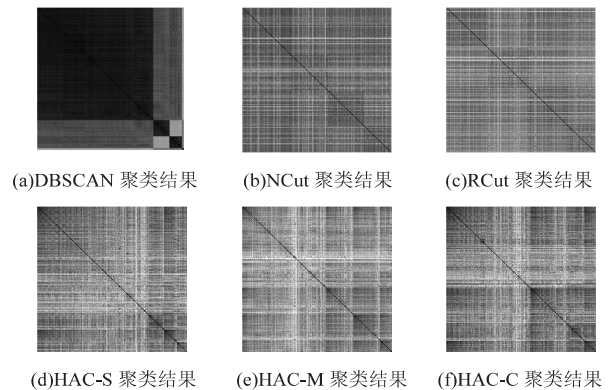 (a)DBSCAN 聚类结果
(b)NCut 聚类结果
(c)RCut 聚类结果
(d)HAC-S 聚类结果
(e)HAC-M 聚类结果
(f)HAC-C 聚类结果